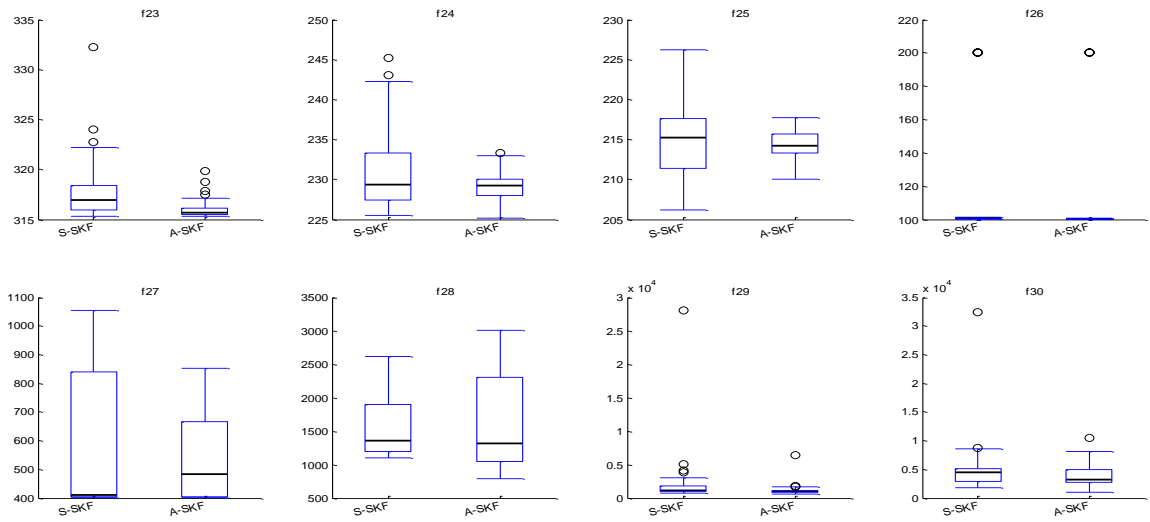 f23
335
330
325
320
315
S-SKF
A-SKF
f24
250
245
240
235
230
225
S-SKF
A-SKF
f25
230
225
220
215
210
205
S-SKF
A-SKF
f26
220
200
180
160
140
120
100
S-SKF
A-SKF
f27
1100
1000
900
800
700
600
500
400
S-SKF
A-SKF
f28
3500
3000
2500
2000
1500
1000
500
S-SKF
A-SKF
x 10^4
f29
3
2.5
2
1.5
1
0.5
0
S-SKF
A-SKF
x 10^4
f30
3.5
3
2.5
2
1.5
1
0.5
0
S-SKF
A-SKF